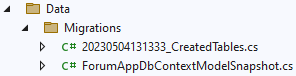 Data
Migrations
C# 20230504131333_CreatedTables.cs
C# ForumAppDbContextModelSnapshot.cs